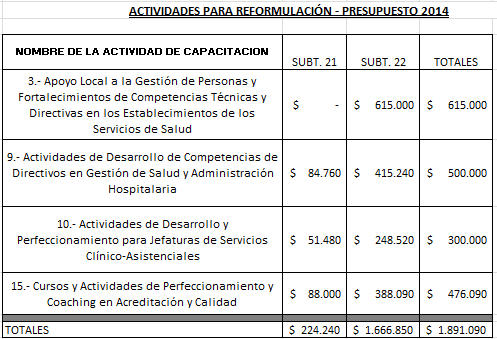 ACTIVIDADES PARA REFORMULACIÓN - PRESUPUESTO 2014
NOMBRE DE LA ACTIVIDAD DE CAPACITACION SUBT. 21 SUBT. 22 TOTALES
3.- Apoyo Local a la Gestión de Personas y
Fortalecimientos de Competencias Técnicas y
Directivas en los Establecimientos de los
Servicios de Salud
$ - $ 615.000 $ 615.000
9.- Actividades de Desarrollo de Competencias de
Directivos en Gestión de Salud y Administración
Hospitalaria
$ 84.760 $ 415.240 $ 500.000
10.- Actividades de Desarrollo y
Perfeccionamiento para Jefaturas de Servicios
Clínico-Asistenciales
$ 51.480 $ 248.520 $ 300.000
15.- Cursos y Actividades de Perfeccionamiento y
Coaching en Acreditación y Calidad
$ 88.000 $ 388.090 $ 476.090
TOTALES $ 224.240 $ 1.666.850 $ 1.891.090